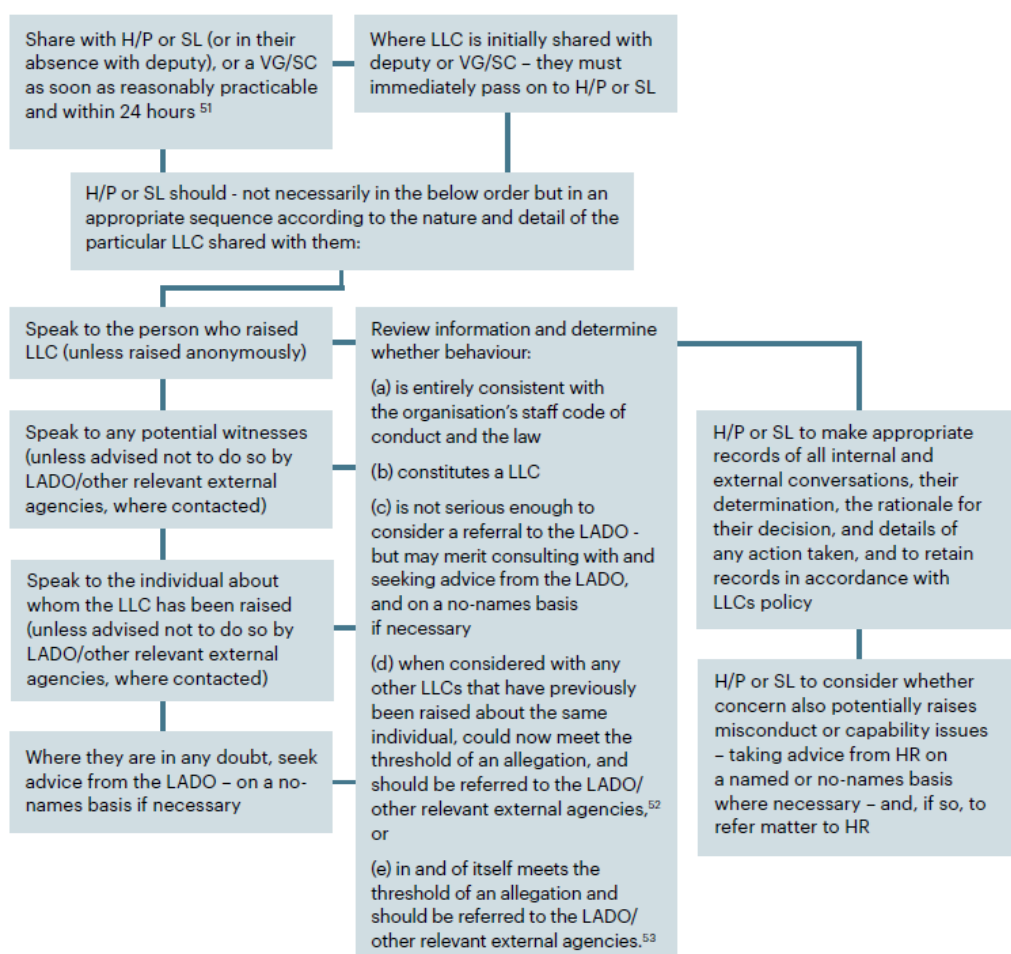 Share with H/P or SL (or in their
absence with deputy), or a VG/SC
as soon as reasonably practicable
and within 24 hours 51
Where LLC is initially shared with
deputy or VG/SC – they must
immediately pass on to H/P or SL
H/P or SL should - not necessarily in the below order but in an
appropriate sequence according to the nature and detail of the
particular LLC shared with them:
Speak to the person who raised
LLC (unless raised anonymously)
Speak to any potential witnesses
(unless advised not to do so by
LADO/other relevant external
agencies, where contacted)
Speak to the individual about
whom the LLC has been raised
(unless advised not to do so by
LADO/other relevant external
agencies, where contacted)
Where they are in any doubt, seek
advice from the LADO – on a no-
names basis if necessary
Review information and determine
whether behaviour:
(a) is entirely consistent with
the organisation's staff code of
conduct and the law
(b) constitutes a LLC
(c) is not serious enough to
consider a referral to the LADO -
but may merit consulting with and
seeking advice from the LADO,
and on a no-names basis
if necessary
(d) when considered with any
other LLCs that have previously
been raised about the same
individual, could now meet the
threshold of an allegation, and
should be referred to the LADO/
other relevant external agencies,52
or
(e) in and of itself meets the
threshold of an allegation and
should be referred to the LADO/
other relevant external agencies.53
H/P or SL to make appropriate
records of all internal and
external conversations, their
determination, the rationale for
their decision, and details of
any action taken, and to retain
records in accordance with
LLCs policy
H/P or SL to consider whether
concern also potentially raises
misconduct or capability issues
– taking advice from HR on
a named or no-names basis
where necessary – and, if so, to
refer matter to HR